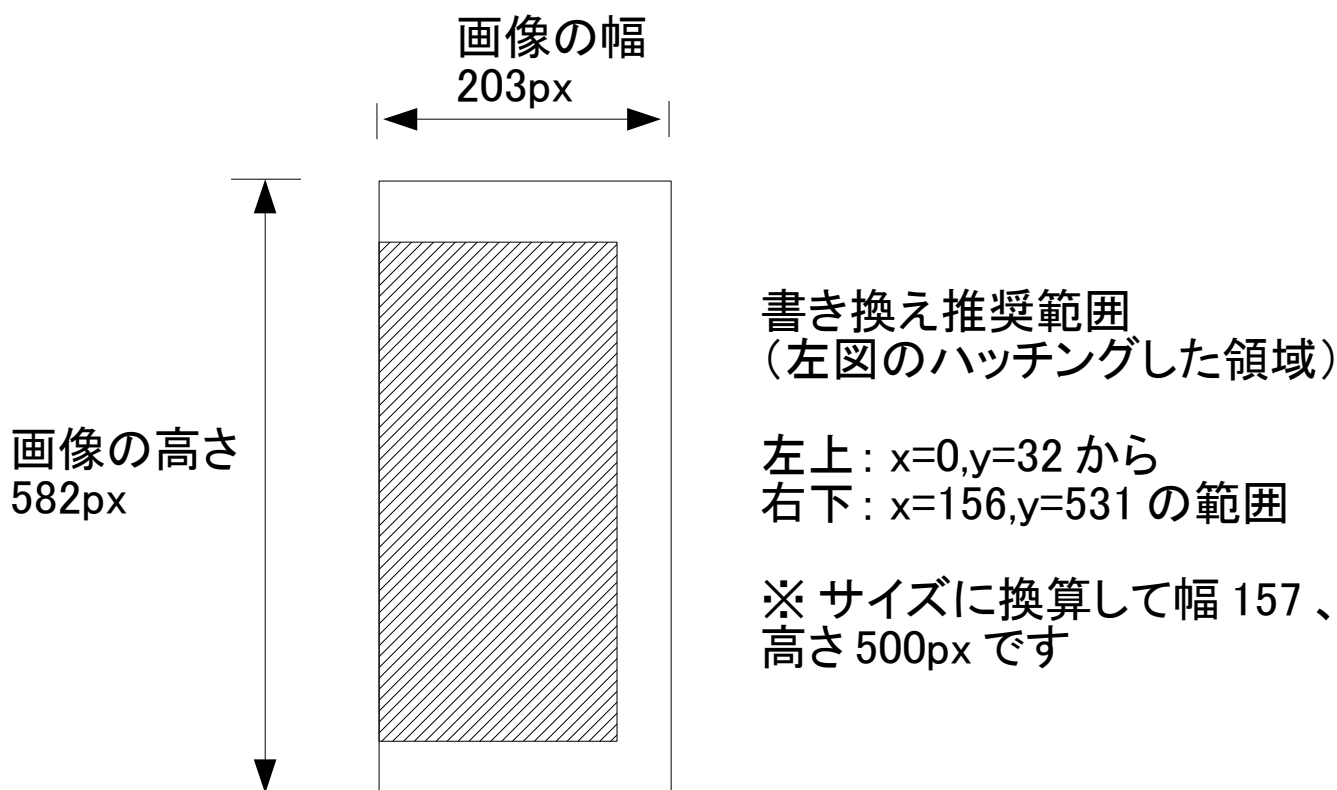 画像の幅
203px
画像の高さ
582px
書き換え推奨範囲
（左図のハッチングした領域）
左上：x=0,y=32 から
右下：x=156,y=531 の範囲
※ サイズに換算して幅 157 、
高さ 500px です